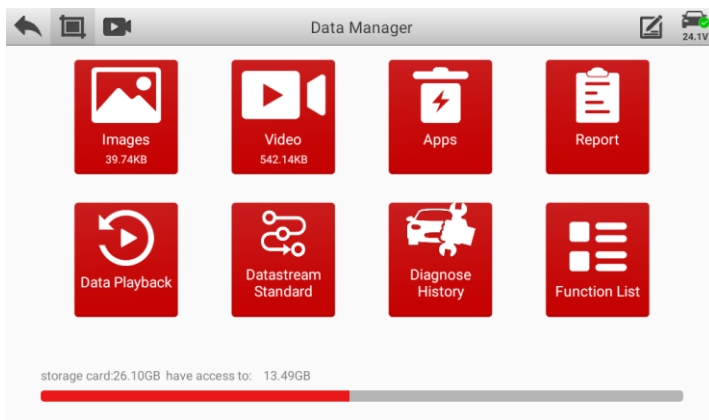 Data Manager
24.1V
Images
39.74KB
Video
542.14KB
Apps
Report
Data Playback
Datastream
Standard
Diagnose
History
Function List
storage card:26.10GB have access to: 13.49GB